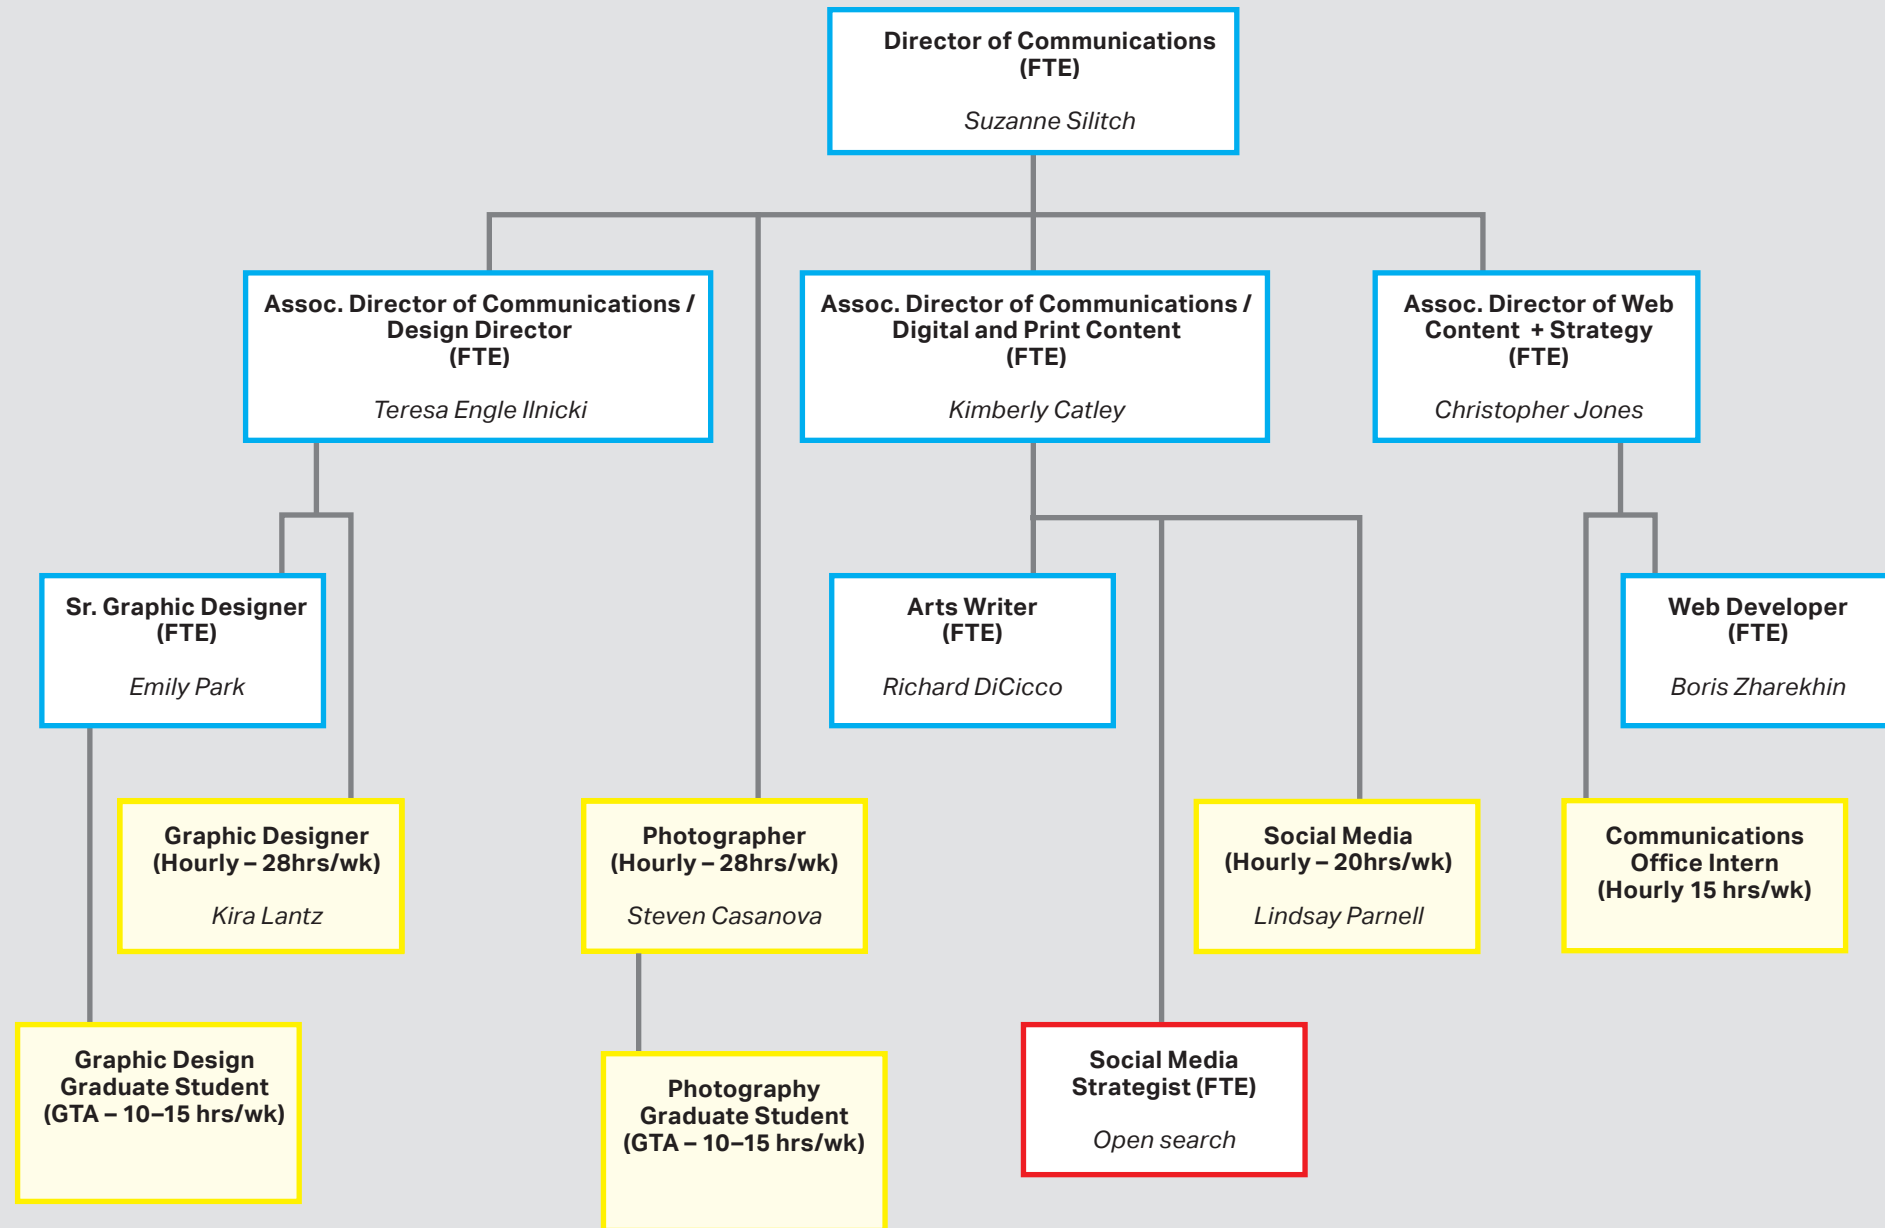 Director of Communications
(FTE)
Suzanne Silitch
Assoc. Director of Communications /
Design Director
(FTE)
Teresa Engle Ilnicki
Assoc. Director of Communications /
Digital and Print Content
(FTE)
Kimberly Catley
Assoc. Director of Web
Content + Strategy
(FTE)
Christopher Jones
Sr. Graphic Designer
(FTE)
Emily Park
Arts Writer
(FTE)
Richard DiCicco
Web Developer
(FTE)
Boris Zharekhin
Graphic Designer
(Hourly – 28hrs/wk)
Kira Lantz
Photographer
(Hourly – 28hrs/wk)
Steven Casanova
Social Media
(Hourly – 20hrs/wk)
Lindsay Parnell
Communications
Office Intern
(Hourly 15 hrs/wk)
Graphic Design
Graduate Student
(GTA – 10–15 hrs/wk)
Photography
Graduate Student
(GTA – 10–15 hrs/wk)
Social Media
Strategist (FTE)
Open search